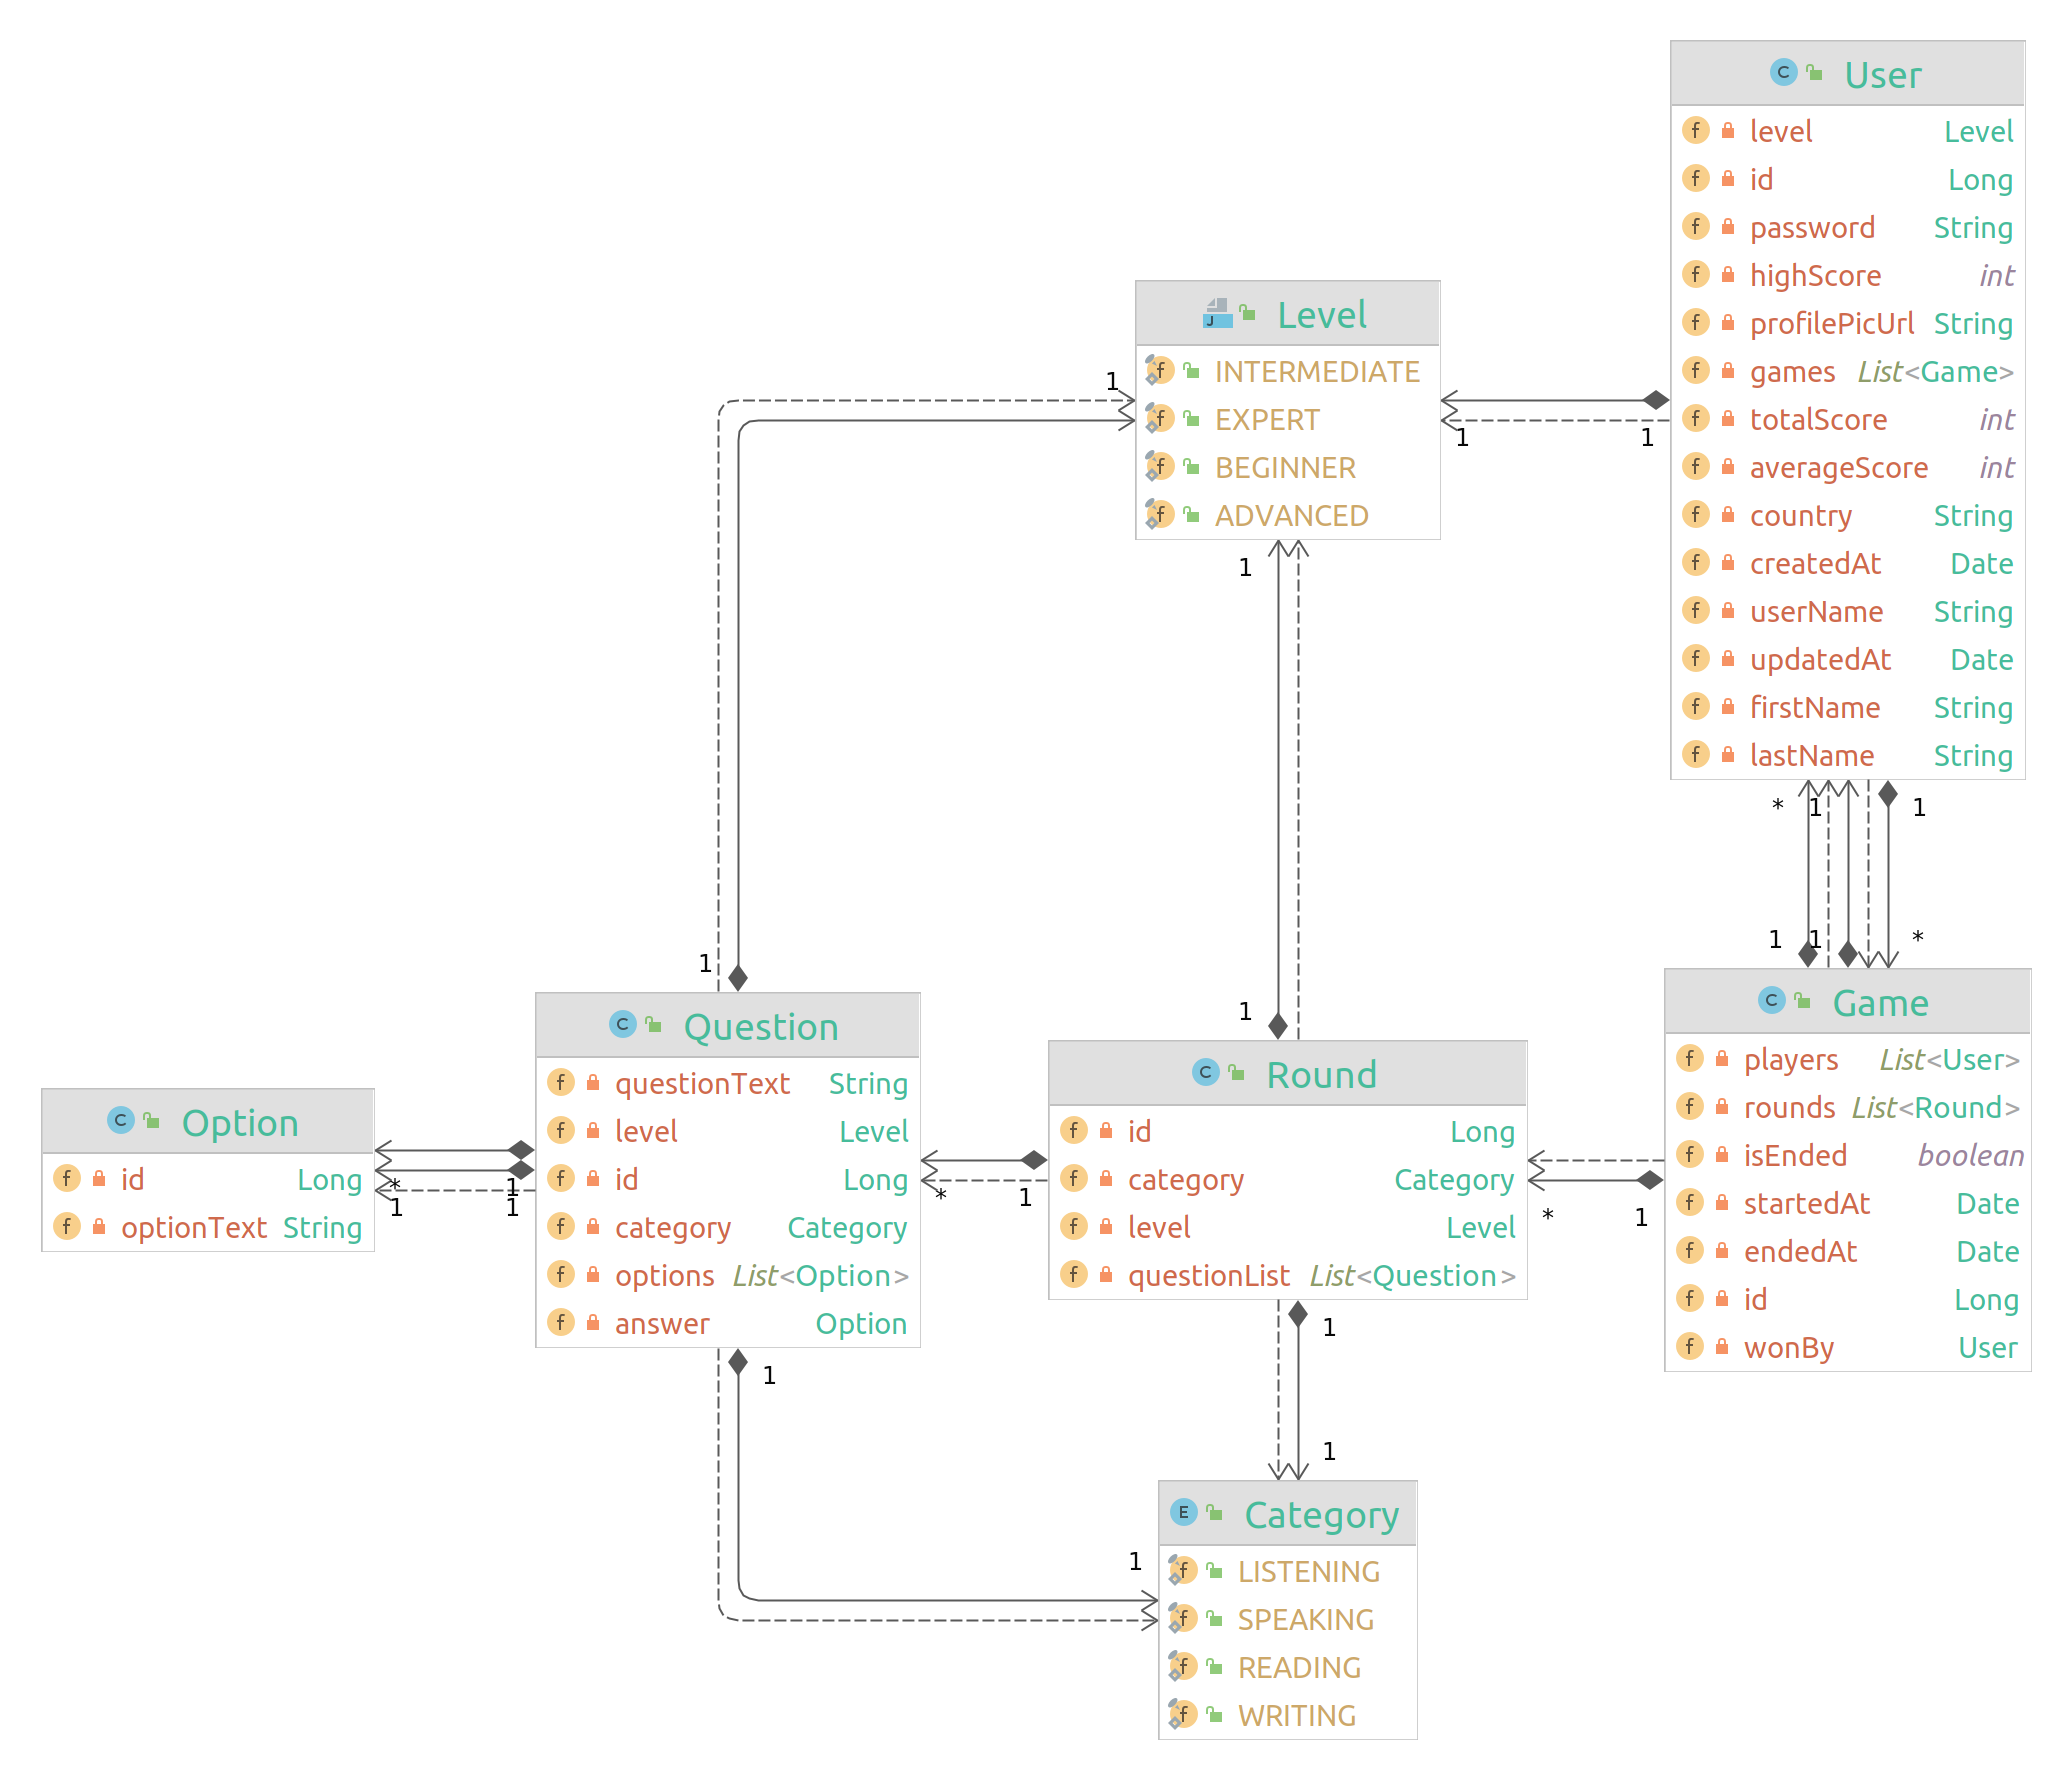 User
level Level
id Long
password String
highScore int
profilePicUrl String
games List<Game>
totalScore int
averageScore int
country String
createdAt Date
userName String
updatedAt Date
firstName String
lastName String
Level
INTERMEDIATE
EXPERT
BEGINNER
ADVANCED
1
1 1
1
* 1 1
1 1 *
1
1
Question
questionText String
level Level
id Long
category Category
options List<Option>
answer Option
Option
id Long
optionText String
* 1
1 1
Round
id Long
category Category
level Level
questionList List<Question>
* 1
Game
players List<User>
rounds List<Round>
isEnded boolean
startedAt Date
endedAt Date
id Long
wonBy User
* 1
1
1
1
1
Category
LISTENING
SPEAKING
READING
WRITING